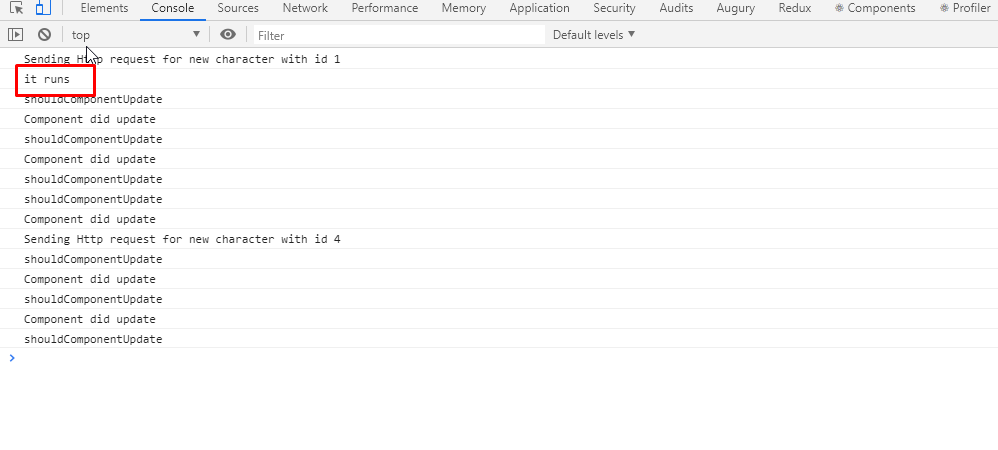 Elements Console Sources Network Performance Memory Application Security Audits Augury Redux Components Profiler
top Filter Default levels
Sending Http request for new character with id 1
it runs
shouldComponentUpdate
Component did update
shouldComponentUpdate
Component did update
shouldComponentUpdate
shouldComponentUpdate
Component did update
Sending Http request for new character with id 4
shouldComponentUpdate
Component did update
shouldComponentUpdate
Component did update
shouldComponentUpdate